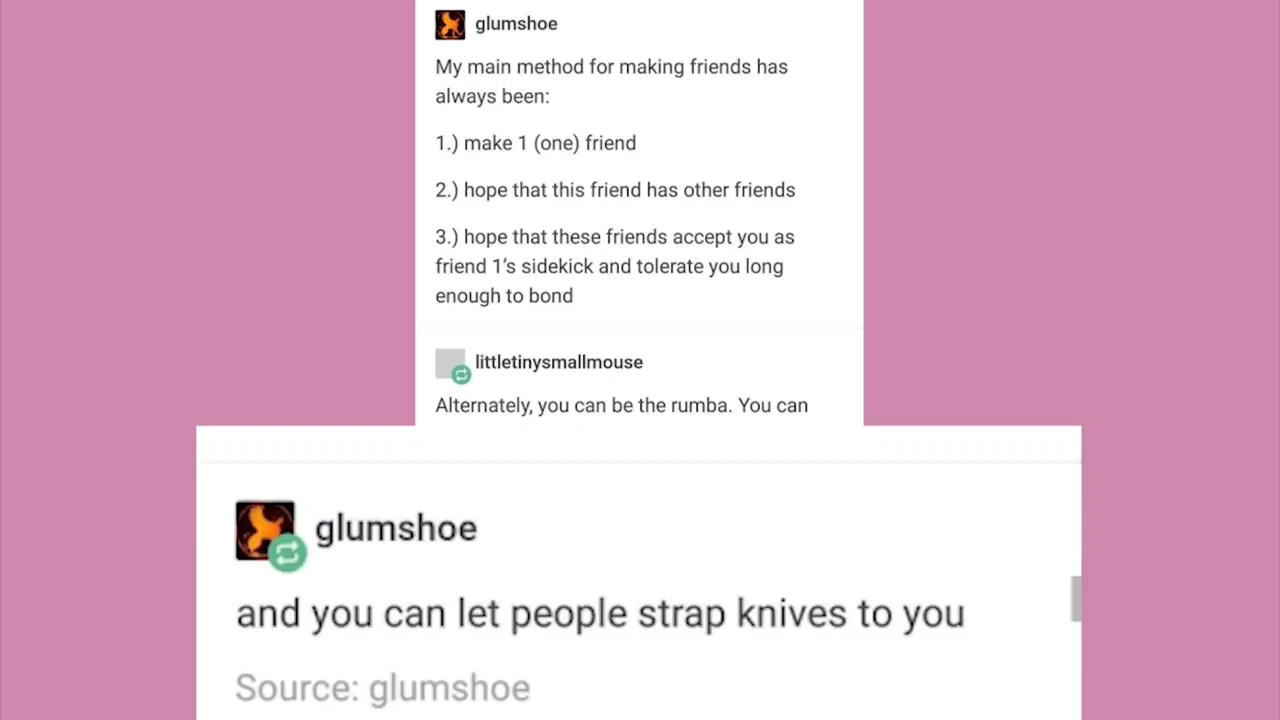 glumshoe
My main method for making friends has
always been:
1.) make 1 (one) friend
2.) hope that this friend has other friends
3.) hope that these friends accept you as
friend 1's sidekick and tolerate you long
enough to bond
littletinysmallmouse
Alternately, you can be the rumba. You can
glumshoe
and you can let people strap knives to you
Source: glumshoe